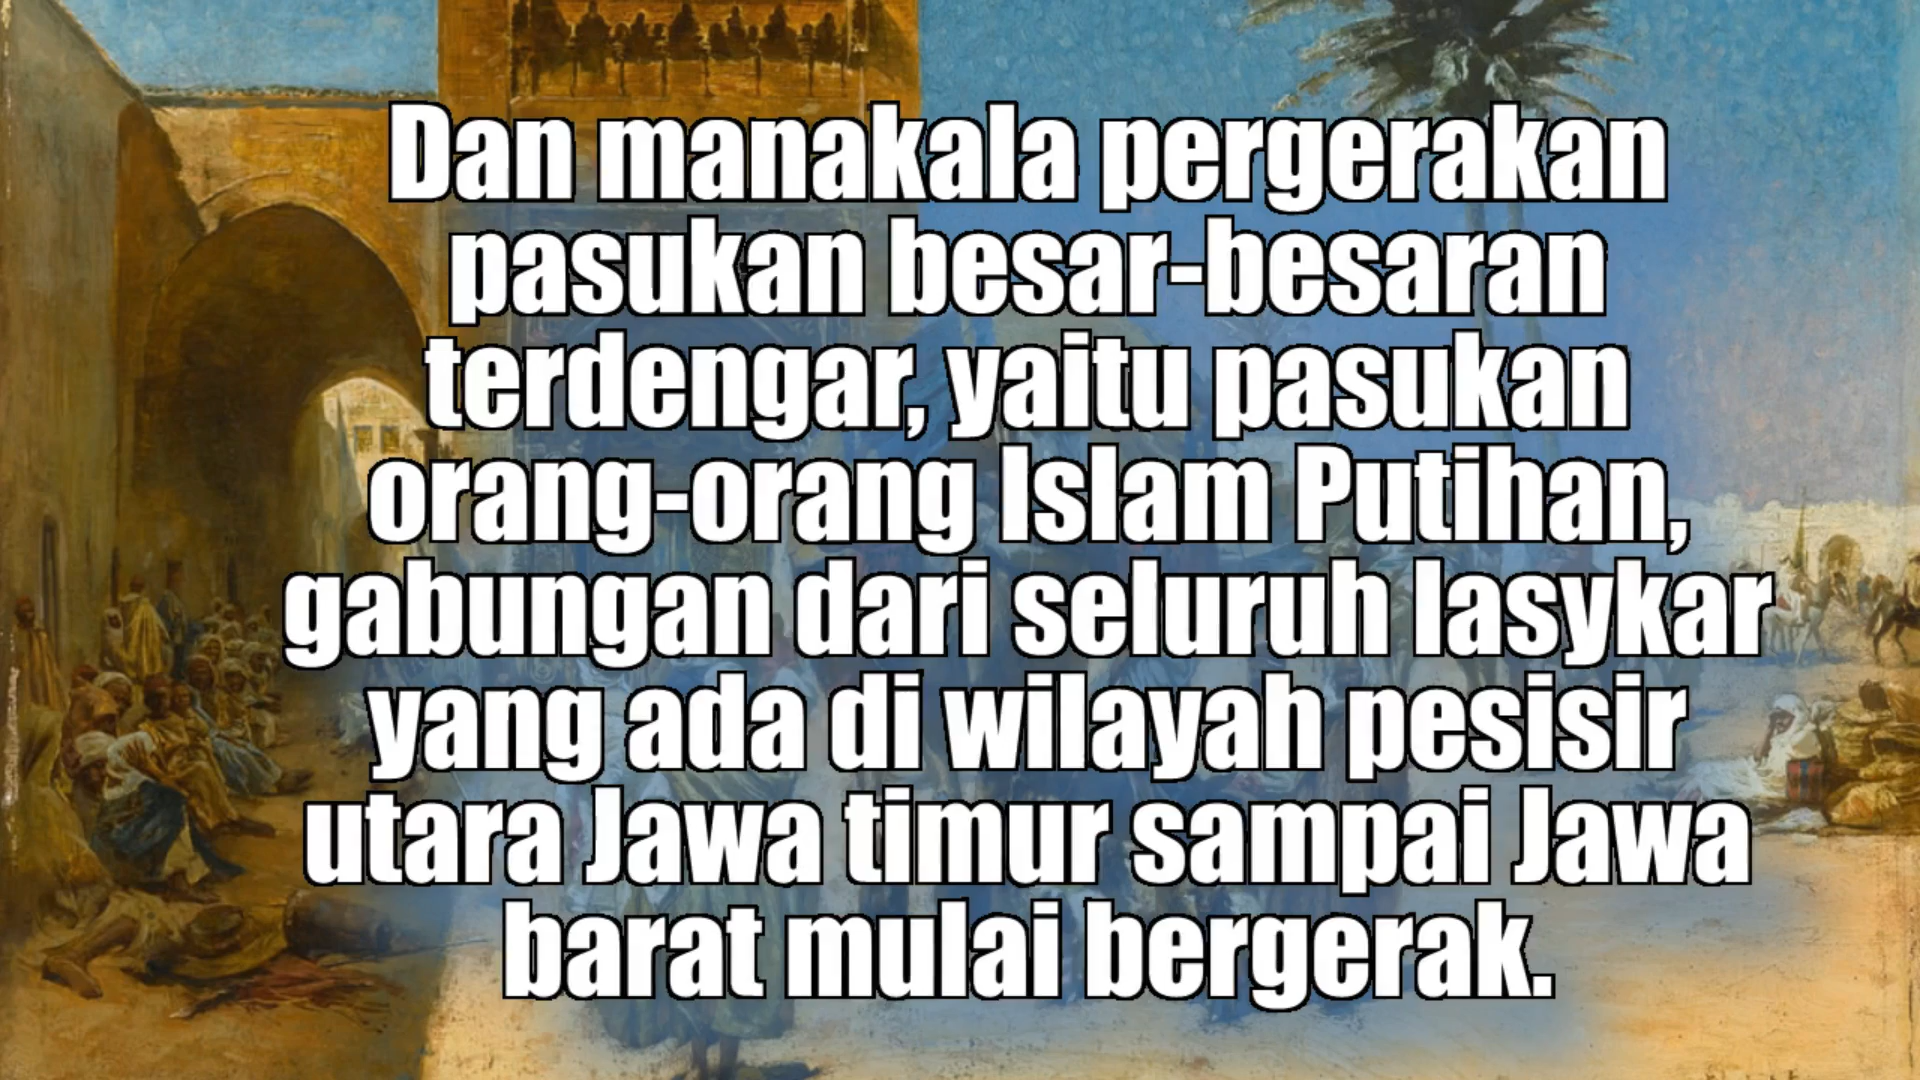 Dan manakala pergerakan
pasukan besar-besaran
terdengar, yaitu pasukan
orang-orang Islam Putihan,
gabungan dari seluruh lasykar
yang ada di wilayah pesisir
utara Jawa timur sampai Jawa
barat mulai bergerak.